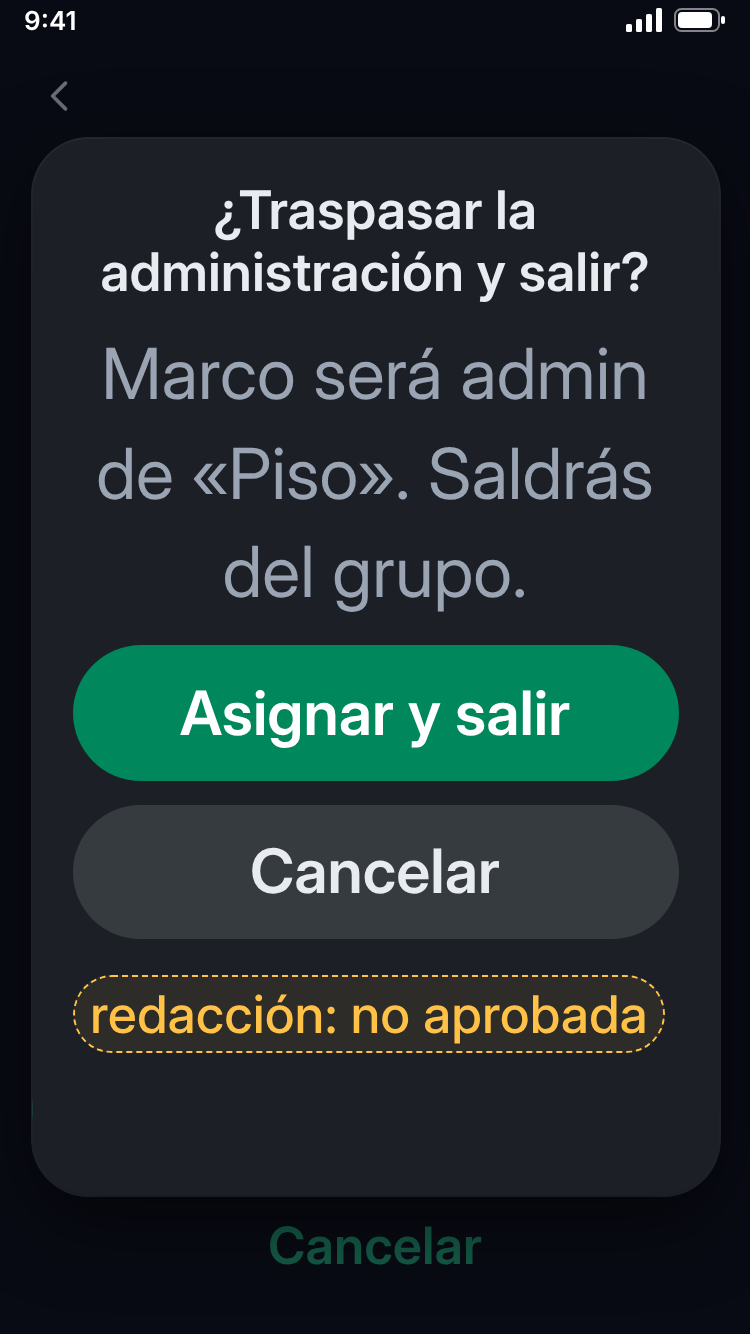 9:41
¿Traspasar la
administración y salir?
Marco será admin
de «Piso». Saldrás
del grupo.
Asignar y salir
Cancelar
redacción: no aprobada
Cancelar